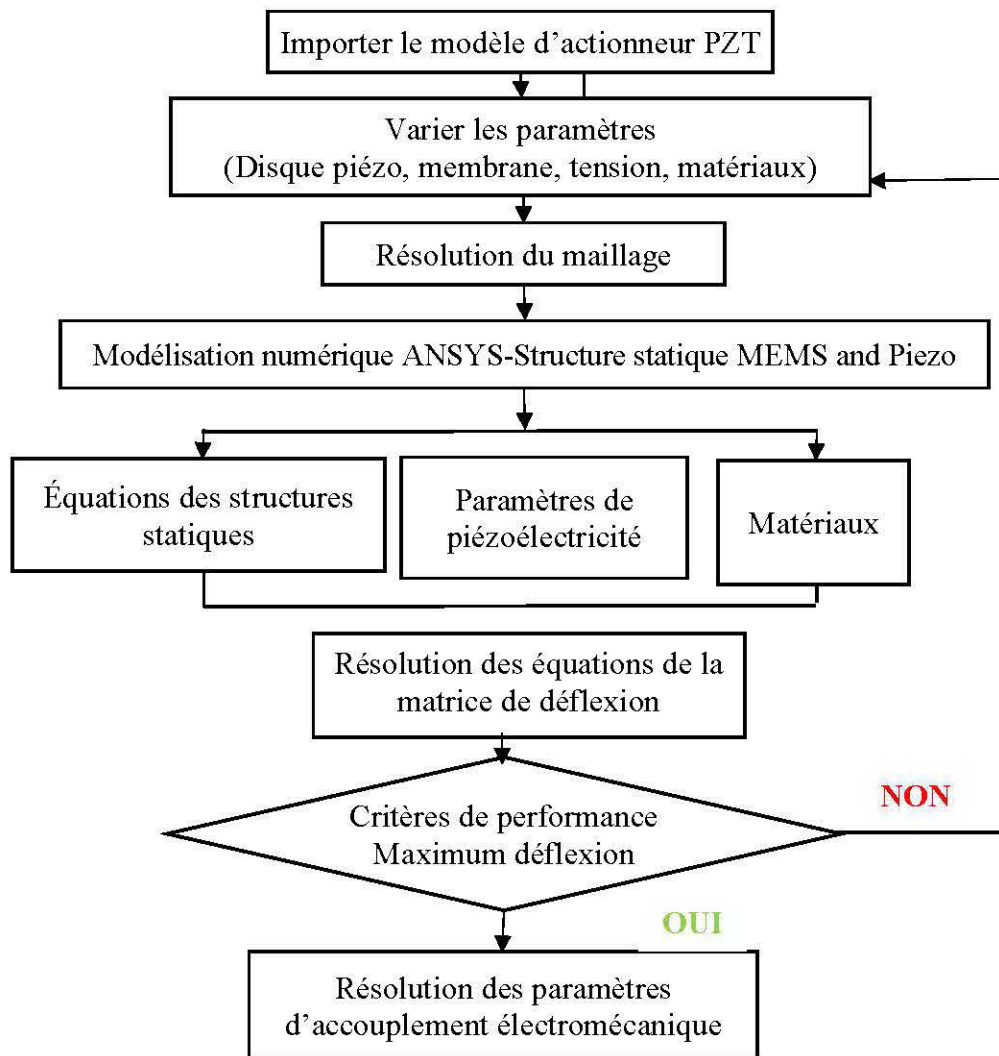 Importer le modèle d’actionneur PZT
Varier les paramètres
(Disque piézo, membrane, tension, matériaux)
Résolution du maillage
Modélisation numérique ANSYS-Structure statique MEMS and Piezo
Équations des structures
statiques
Paramètres de
piézoélectricité
Matériaux
Résolution des équations de la
matrice de déflexion
Critères de performance
Maximum déflexion
NON
OUI
Résolution des paramètres
d’accouplement électromécanique